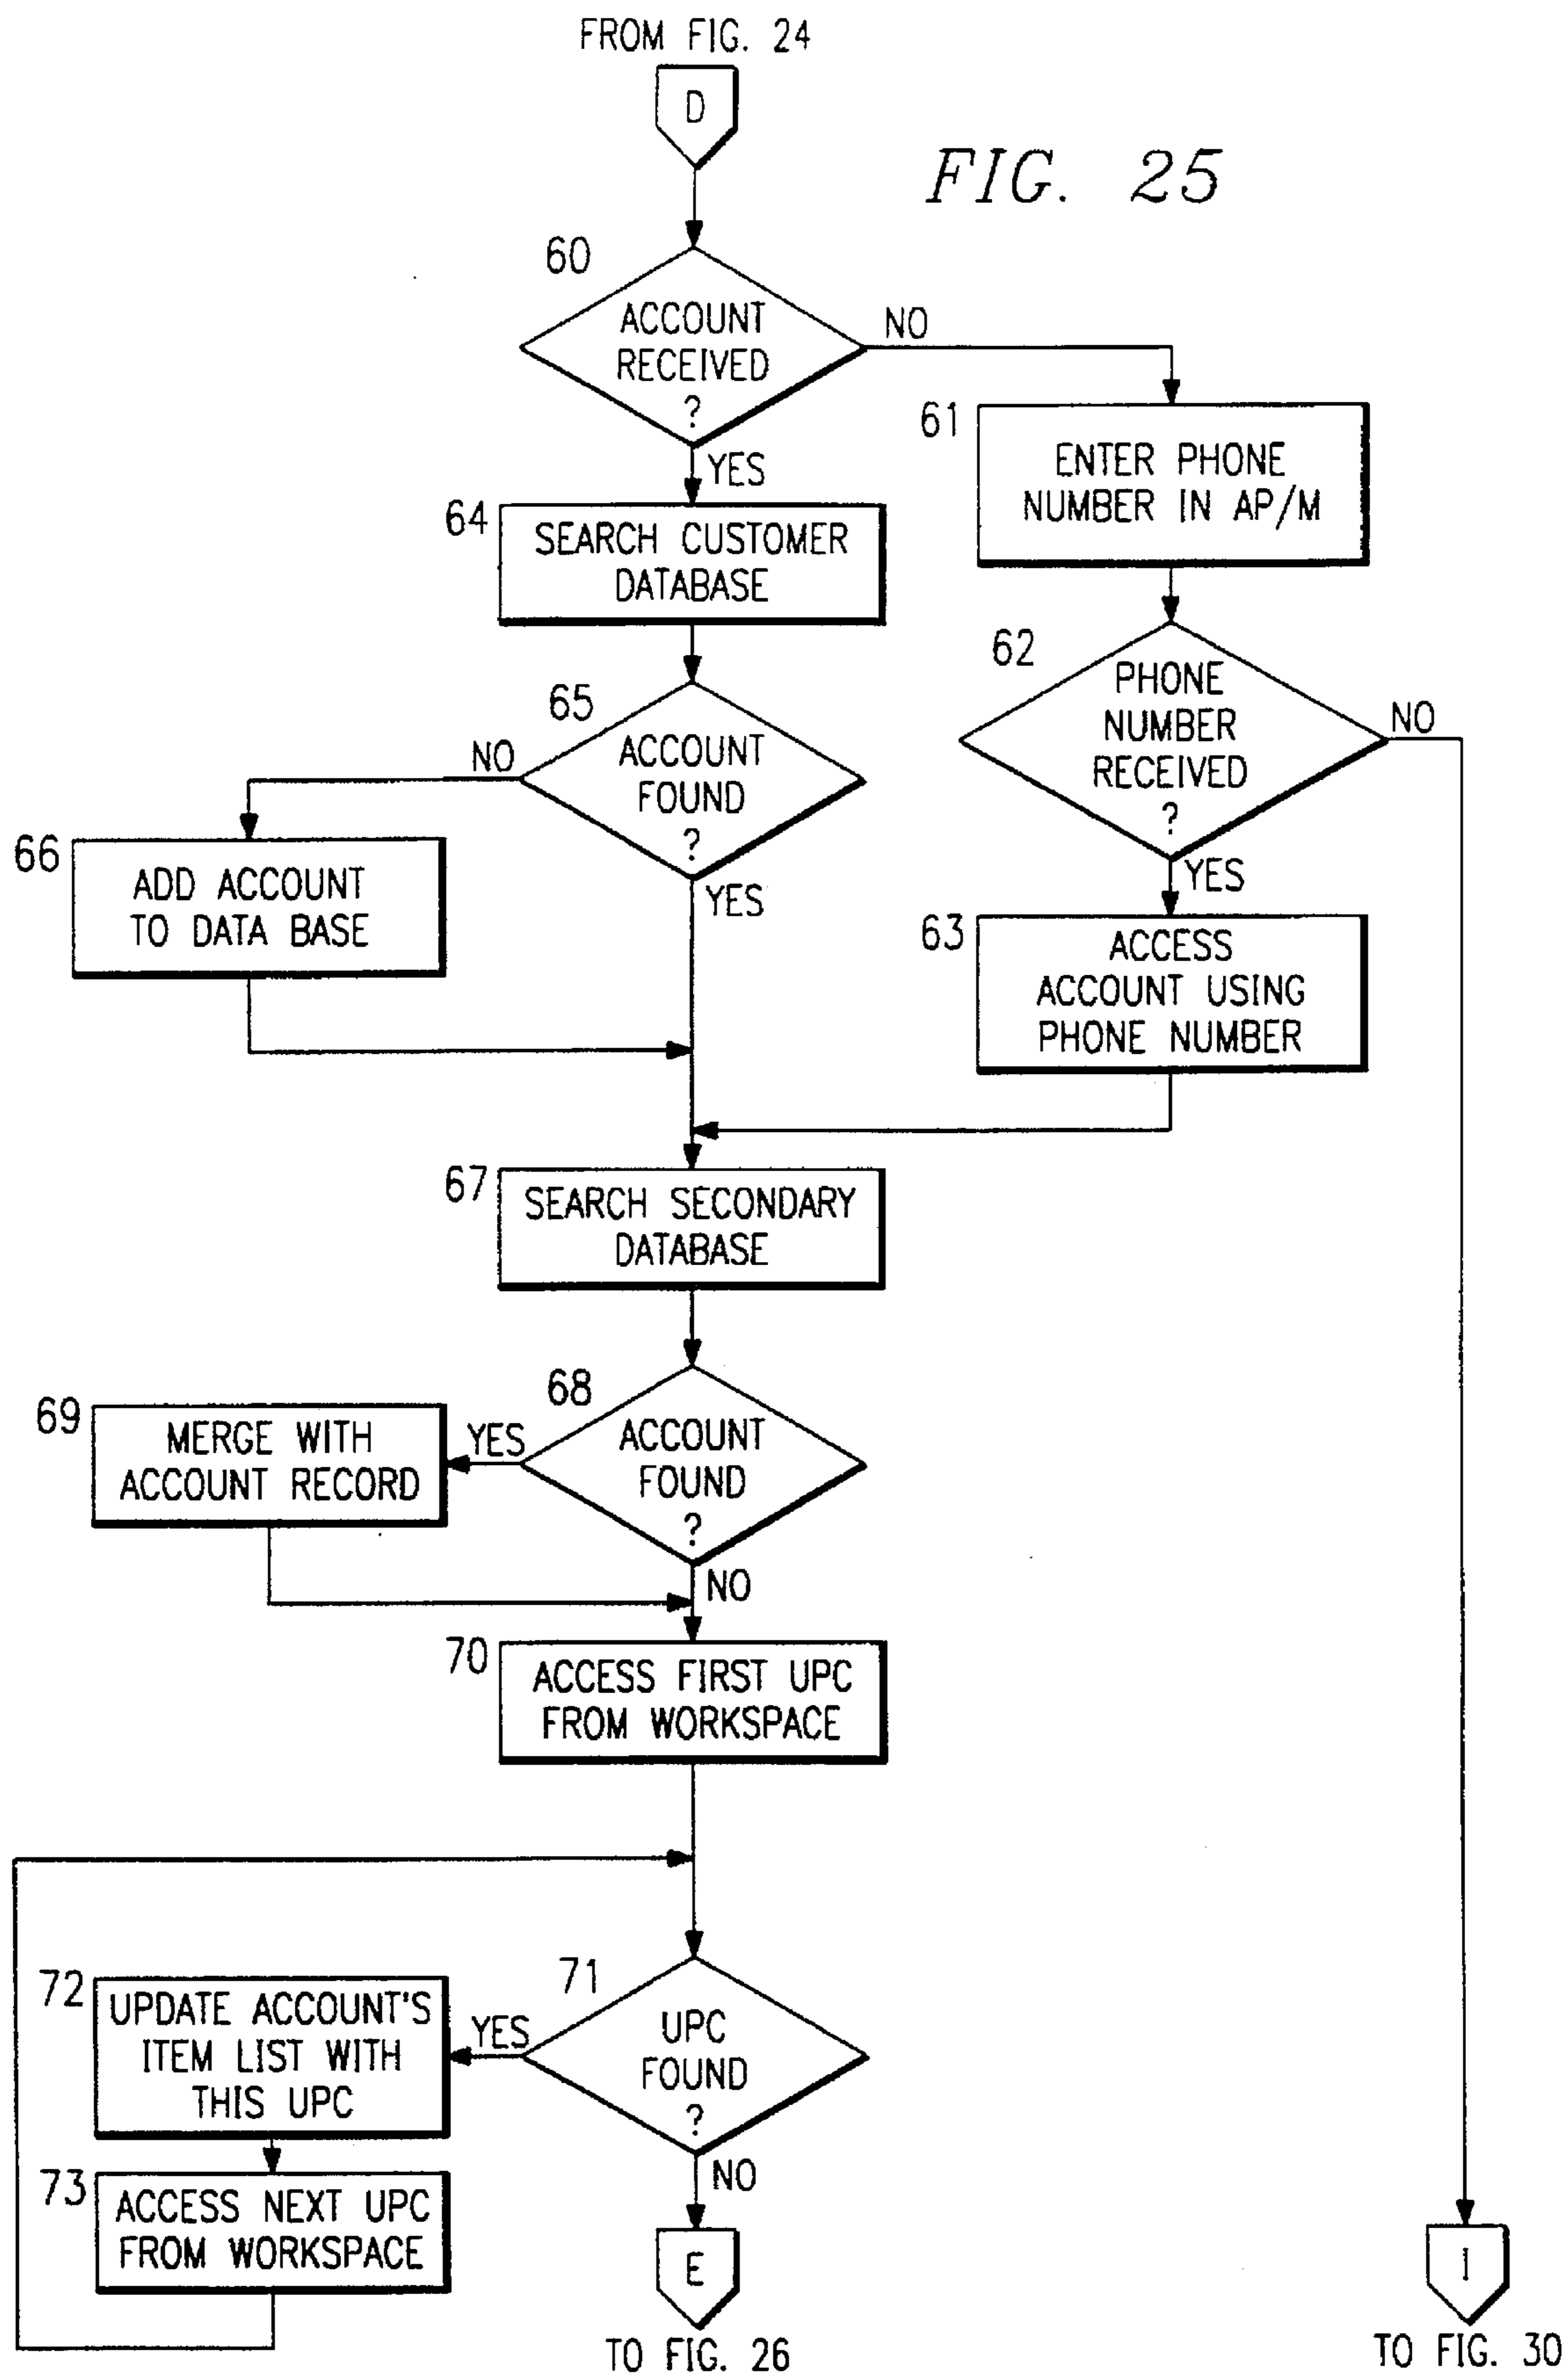 FROM FIG. 24
D
FIG. 25
60
ACCOUNT
RECEIVED
?
NO
YES
61
ENTER PHONE
NUMBER IN AP/M
64
SEARCH CUSTOMER
DATABASE
62
PHONE
NUMBER
RECEIVED
?
NO
YES
65
ACCOUNT
FOUND
?
NO
YES
66
ADD ACCOUNT
TO DATA BASE
63
ACCESS
ACCOUNT USING
PHONE NUMBER
67
SEARCH SECONDARY
DATABASE
68
ACCOUNT
FOUND
?
YES
NO
69
MERGE WITH
ACCOUNT RECORD
70
ACCESS FIRST UPC
FROM WORKSPACE
71
UPC
FOUND
?
YES
NO
72
UPDATE ACCOUNT'S
ITEM LIST WITH
THIS UPC
73
ACCESS NEXT UPC
FROM WORKSPACE
E
TO FIG. 26
I
TO FIG. 30